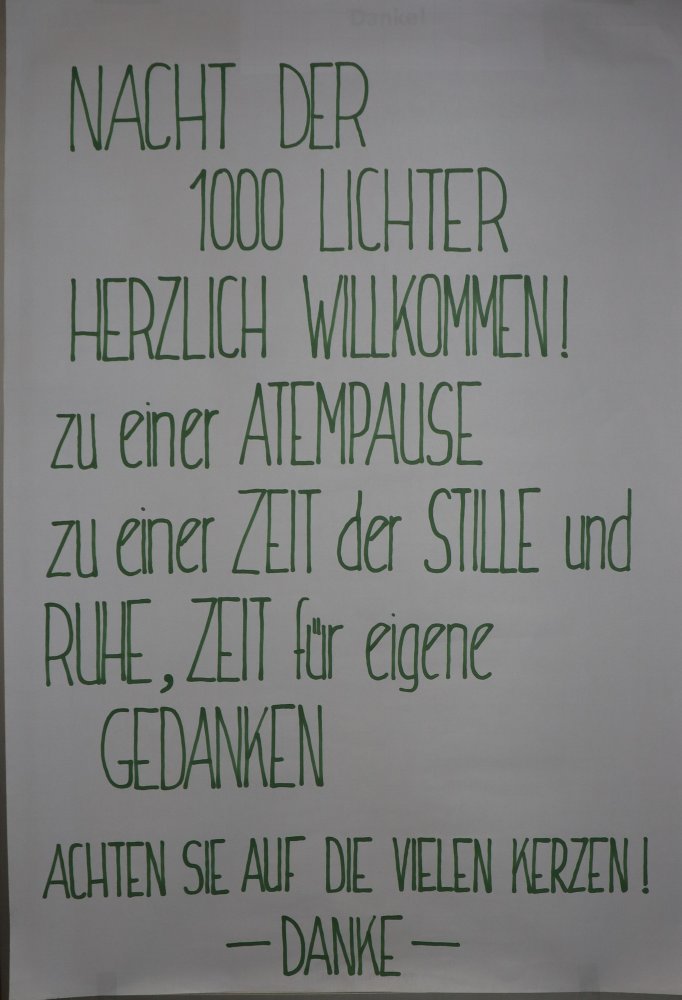 Danke!
NACHT DER
1000 LICHTER
HERZLICH WILLKOMMEN!
zu einer ATEMPAUSE
zu einer ZEIT der STILLE und
RUHE, ZEIT für eigene
GEDANKEN
ACHTEN SIE AUF DIE VIELEN KERZEN!
— DANKE —